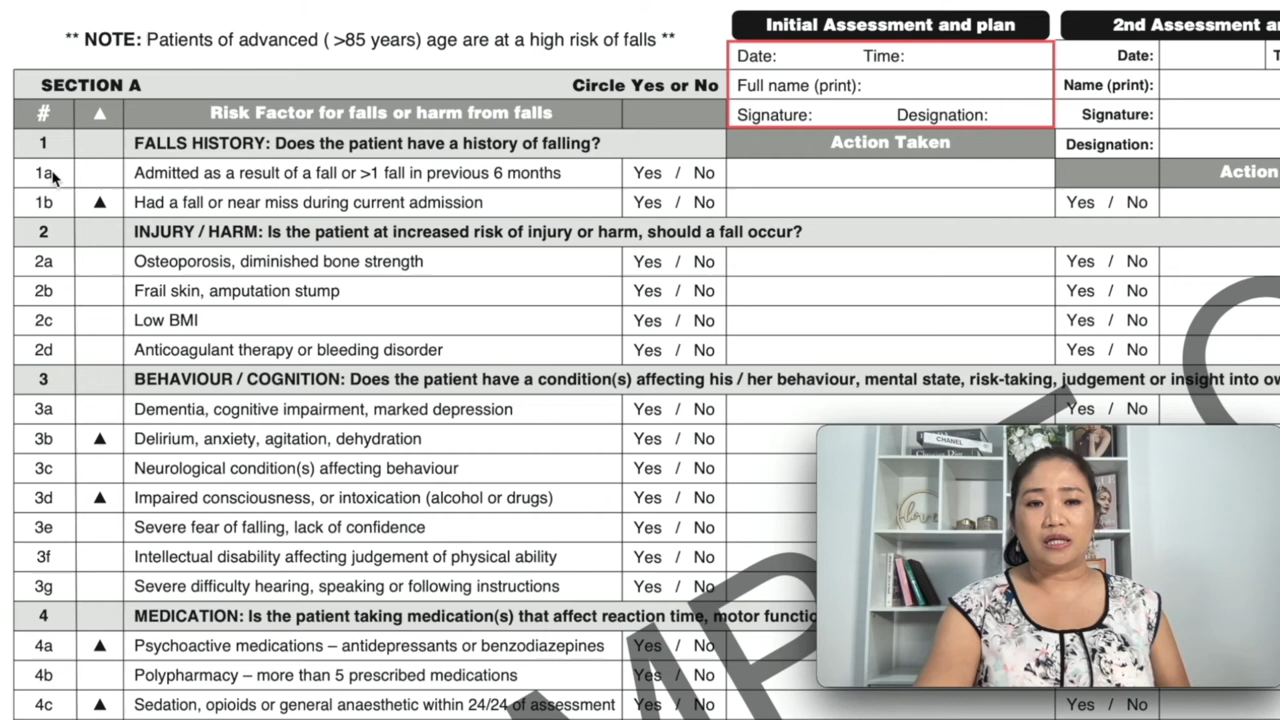 Initial Assessment and plan
2nd Assessment
** NOTE: Patients of advanced ( >85 years) age are at a high risk of falls **
Date: Time:
Date:
SECTION A Circle Yes or No
Full name (print):
Name (print):
# ▲ Risk Factor for falls or harm from falls
Signature: Designation:
Signature:
1 FALLS HISTORY: Does the patient have a history of falling?
Action Taken
Designation:
1a Admitted as a result of a fall or >1 fall in previous 6 months Yes / No
Action
1b ▲ Had a fall or near miss during current admission Yes / No Yes / No
2 INJURY / HARM: Is the patient at increased risk of injury or harm, should a fall occur?
2a Osteoporosis, diminished bone strength Yes / No Yes / No
2b Frail skin, amputation stump Yes / No Yes / No
2c Low BMI Yes / No Yes / No
2d Anticoagulant therapy or bleeding disorder Yes / No Yes / No
3 BEHAVIOUR / COGNITION: Does the patient have a condition(s) affecting his / her behaviour, mental state, risk-taking, judgement or insight into
3a Dementia, cognitive impairment, marked depression Yes / No Yes / No
3b ▲ Delirium, anxiety, agitation, dehydration Yes / No
3c Neurological condition(s) affecting behaviour Yes / No
3d ▲ Impaired consciousness, or intoxication (alcohol or drugs) Yes / No
3e Severe fear of falling, lack of confidence Yes / No
3f Intellectual disability affecting judgement of physical ability Yes / No
3g Severe difficulty hearing, speaking or following instructions Yes / No
4 MEDICATION: Is the patient taking medication(s) that affect reaction time, motor
4a ▲ Psychoactive medications – antidepressants or benzodiazepines Yes / No
4b Polypharmacy – more than 5 prescribed medications Yes / No
4c ▲ Sedation, opioids or general anaesthetic within 24/24 of assessment Yes / No Yes / No
CHANEL
Christian Dior
love